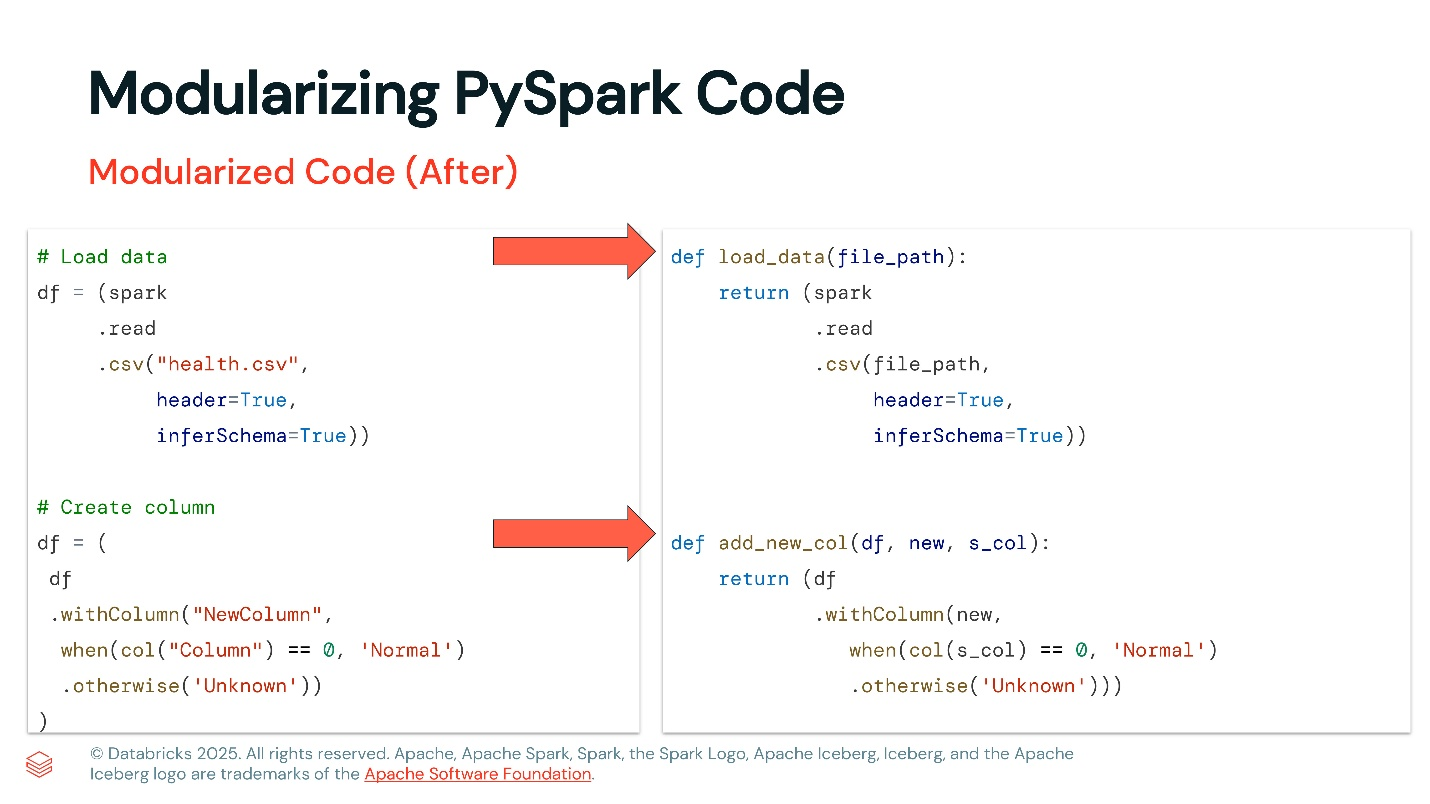 Modularizing PySpark Code
Modularized Code (After)
# Load data
df = (spark
     .read
     .csv("health.csv",
          header=True,
          inferSchema=True))
# Create column
df = (
 df
 .withColumn("NewColumn",
  when(col("Column") == 0, 'Normal')
  .otherwise('Unknown'))
)
def load_data(file_path):
    return (spark
            .read
            .csv(file_path,
                 header=True,
                 inferSchema=True))
def add_new_col(df, new, s_col):
    return (df
            .withColumn(new,
               when(col(s_col) == 0, 'Normal')
               .otherwise('Unknown')))
© Databricks 2025. All rights reserved. Apache, Apache Spark, Spark, the Spark Logo, Apache Iceberg, Iceberg, and the Apache
Iceberg logo are trademarks of the Apache Software Foundation.